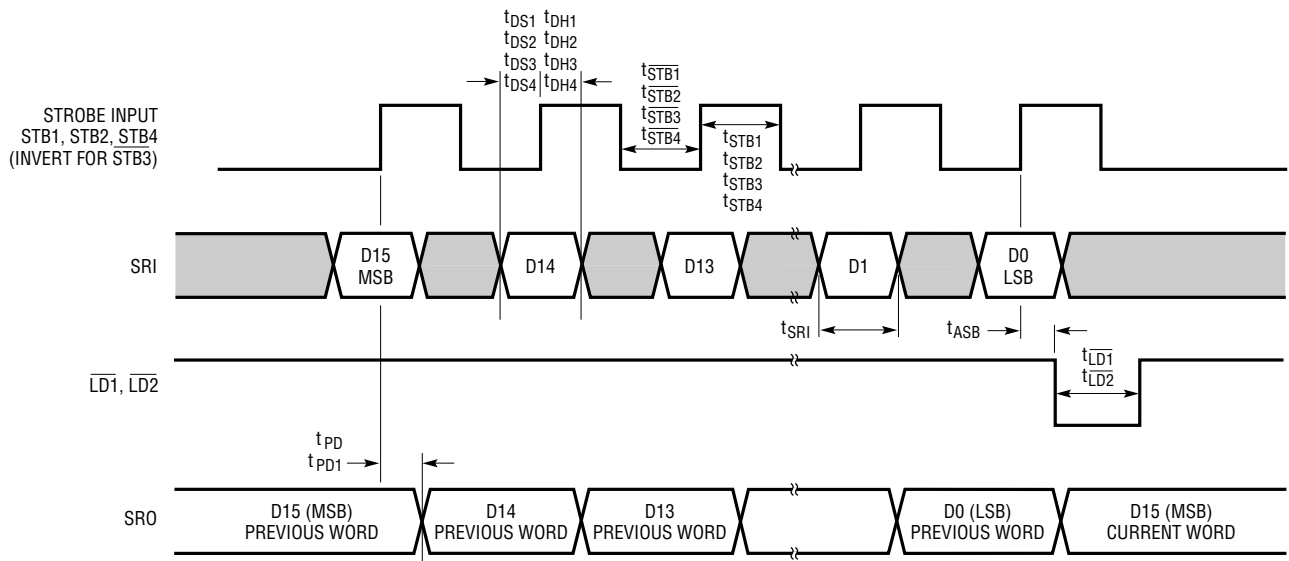 tDS1 tDH1
tDS2 tDH2
tDS3 tDH3
tDS4 tDH4
tSTB1
tSTB2
tSTB3
tSTB4
STROBE INPUT
STB1, STB2, STB4
(INVERT FOR STB3)
tSTB1
tSTB2
tSTB3
tSTB4
SRI
D15
MSB
D14
D13
D1
D0
LSB
tSRI
tASB
LD1, LD2
tLD1
tLD2
tPD
tPD1
SRO
D15 (MSB)
PREVIOUS WORD
D14
PREVIOUS WORD
D13
PREVIOUS WORD
D0 (LSB)
PREVIOUS WORD
D15 (MSB)
CURRENT WORD